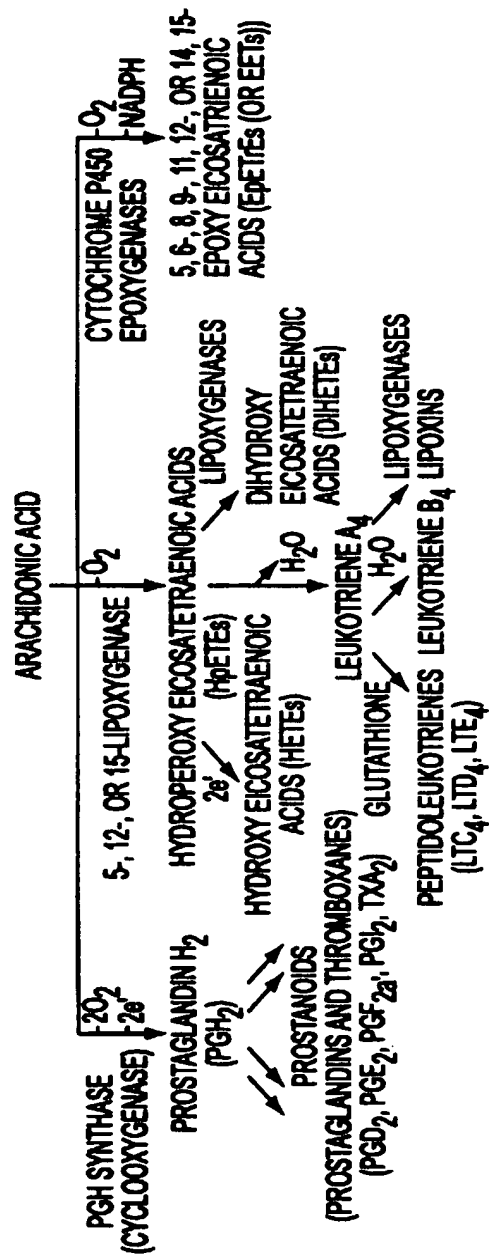 ARACHIDONIC ACID
PGH SYNTHASE
(CYCLOOXYGENASE)
2O₂
2e'
5-, 12-, OR 15-LIPOXYGENASE
O₂
CYTOCHROME P450
EPOXYGENASES
O₂
NADPH
PROSTAGLANDIN H₂
(PGH₂)
HYDROPEROXY EICOSATETRAENOIC ACIDS
(HpETEs)
5, 6-, 8, 9-, 11, 12-, OR 14, 15-
EPOXY EICOSATRIENOIC
ACIDS (EpETrEs (OR EETs))
2e'
LIPOXYGENASES
HYDROXY EICOSATETRAENOIC
ACIDS (HETEs)
DIHYDROXY
EICOSATETRAENOIC
ACIDS (DIHETEs)
H₂O
PROSTANOIDS
(PROSTAGLANDINS AND THROMBOXANES)
(PGD₂, PGE₂, PGF₂a', PGI₂, TXA₂)
LEUKOTRIENE A₄
GLUTATHIONE
H₂O
LIPOXYGENASES
PEPTIDOLEUKOTRIENES
(LTC₄, LTD₄, LTE₄)
LEUKOTRIENE B₄
LIPOXINS